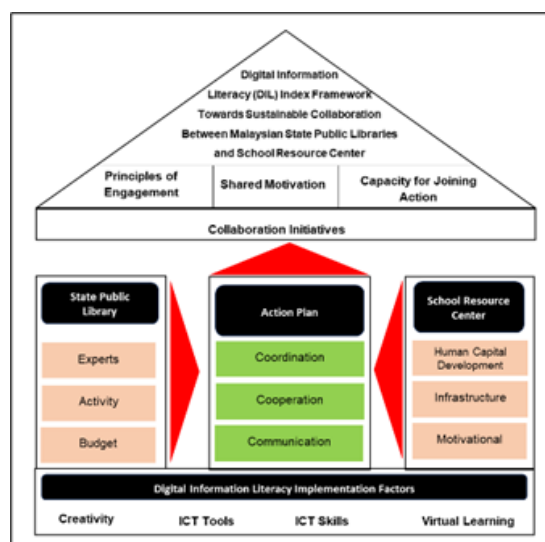 Digital Information
Literacy (DIL) Index Framework
Towards Sustainable Collaboration
Between Malaysian State Public Libraries
and School Resource Center
Principles of
Engagement
Shared Motivation
Capacity for Joining
Action
Collaboration Initiatives
State Public
Library
Experts
Activity
Budget
Action Plan
Coordination
Cooperation
Communication
School Resource
Center
Human Capital
Development
Infrastructure
Motivational
Digital Information Literacy Implementation Factors
Creativity
ICT Tools
ICT Skills
Virtual Learning